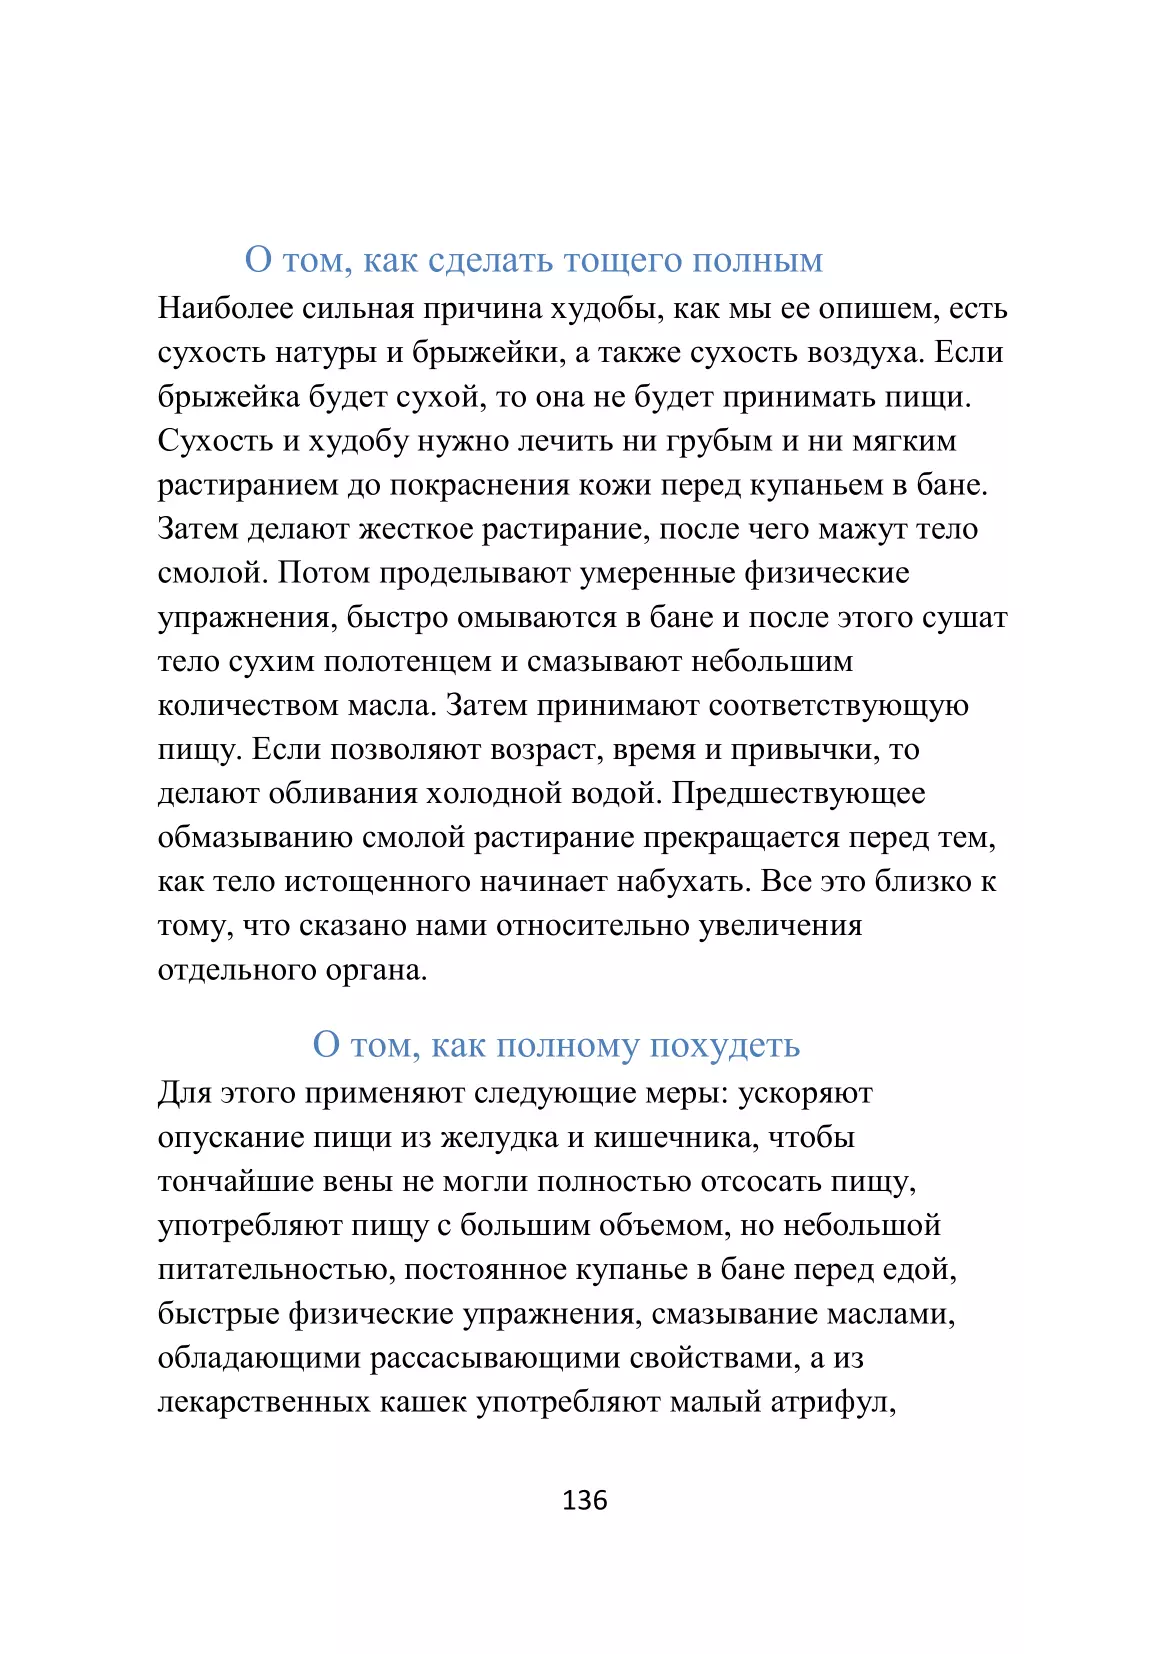 О том, как сделать тощего полным
Наиболее сильная причина худобы, как мы ее опишем, есть
сухость натуры и брыжейки, а также сухость воздуха. Если
брыжейка будет сухой, то она не будет принимать пищи.
Сухость и худобу нужно лечить ни грубым и ни мягким
растиранием до покраснения кожи перед купаньем в бане.
Затем делают жесткое растирание, после чего мажут тело
смолой. Потом проделывают умеренные физические
упражнения, быстро омываются в бане и после этого сушат
тело сухим полотенцем и смазывают небольшим
количеством масла. Затем принимают соответствующую
пищу. Если позволяют возраст, время и привычки, то
делают обливания холодной водой. Предшествующее
обмазыванию смолой растирание прекращается перед тем,
как тело истощенного начинает набухать. Все это близко к
тому, что сказано нами относительно увеличения
отдельного органа.
О том, как полному похудеть
Для этого применяют следующие меры: ускоряют
опускание пищи из желудка и кишечника, чтобы
тончайшие вены не могли полностью отсосать пищу,
употребляют пищу с большим объемом, но небольшой
питательностью, постоянное купанье в бане перед едой,
быстрые физические упражнения, смазывание маслами,
обладающими рассасывающими свойствами, а из
лекарственных кашек употребляют малый атрифул,
136